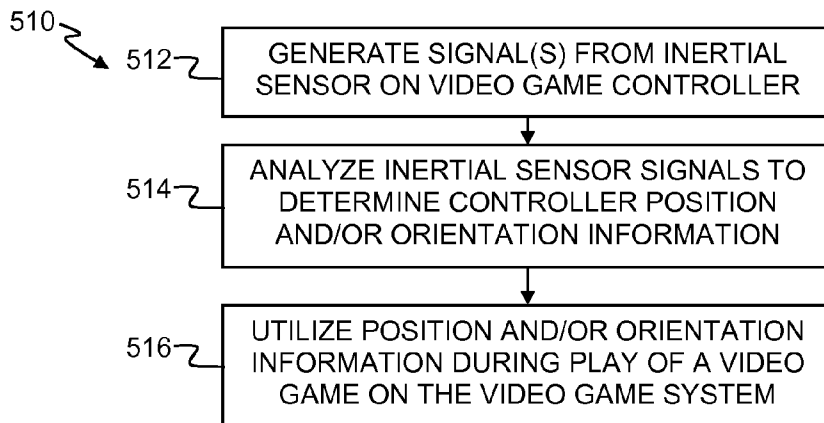 510
512
GENERATE SIGNAL(S) FROM INERTIAL
SENSOR ON VIDEO GAME CONTROLLER
514
ANALYZE INERTIAL SENSOR SIGNALS TO
DETERMINE CONTROLLER POSITION
AND/OR ORIENTATION INFORMATION
516
UTILIZE POSITION AND/OR ORIENTATION
INFORMATION DURING PLAY OF A VIDEO
GAME ON THE VIDEO GAME SYSTEM